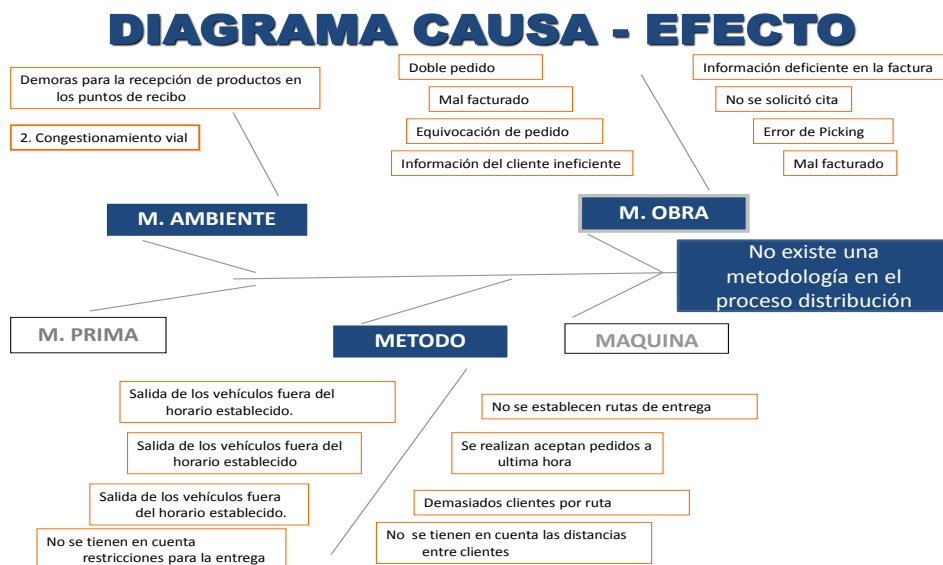 DIAGRAMA CAUSA - EFECTO
Demoras para la recepción de productos en
los puntos de recibo
2. Congestionamiento vial
Doble pedido
Mal facturado
Equivocación de pedido
Información del cliente ineficiente
Información deficiente en la factura
No se solicitó cita
Error de Picking
Mal facturado
M. AMBIENTE
M. OBRA
No existe una
metodología en el
proceso distribución
M. PRIMA
METODO
MAQUINA
Salida de los vehículos fuera del
horario establecido.
Salida de los vehículos fuera del
horario establecido
Salida de los vehículos fuera
del horario establecido.
No se tienen en cuenta
restricciones para la entrega
No se establecen rutas de entrega
Se realizan aceptan pedidos a
ultima hora
Demasiados clientes por ruta
No se tienen en cuenta las distancias
entre clientes